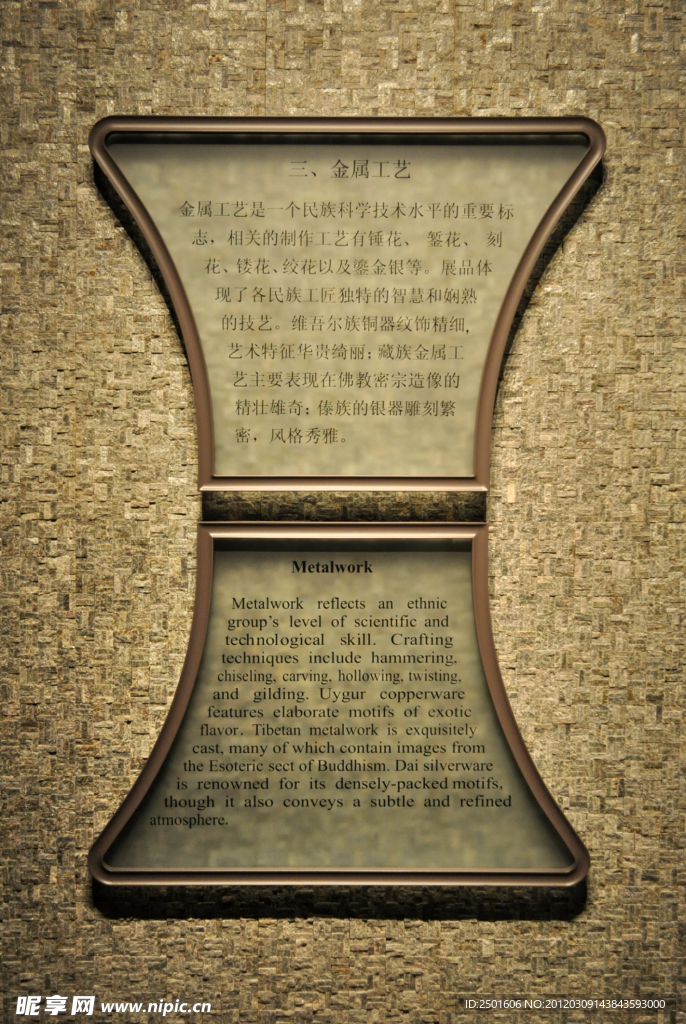 三、金属工艺
金属工艺是一个民族科学技术水平的重要标
志，相关的制作工艺有锤花、錾花、刻
花、镂花、绞花以及鎏金银等。展品体
现了各民族工匠独特的智慧和娴熟
的技艺。维吾尔族铜器纹饰精细,
艺术特征华贵绮丽；藏族金属工
艺主要表现在佛教密宗造像的
精壮雄奇；傣族的银器雕刻繁
密，风格秀雅。
Metalwork
Metalwork reflects an ethnic
group's level of scientific and
technological skill. Crafting
techniques include hammering,
chiseling, carving, hollowing, twisting,
and gilding. Uygur copperware
features elaborate motifs of exotic
flavor. Tibetan metalwork is exquisitely
cast, many of which contain images from
the Esoteric sect of Buddhism. Dai silverware
is renowned for its densely-packed motifs,
though it also conveys a subtle and refined
atmosphere.
昵享网 www.nipic.cn
ID:2501606 NO:20120309143843593000